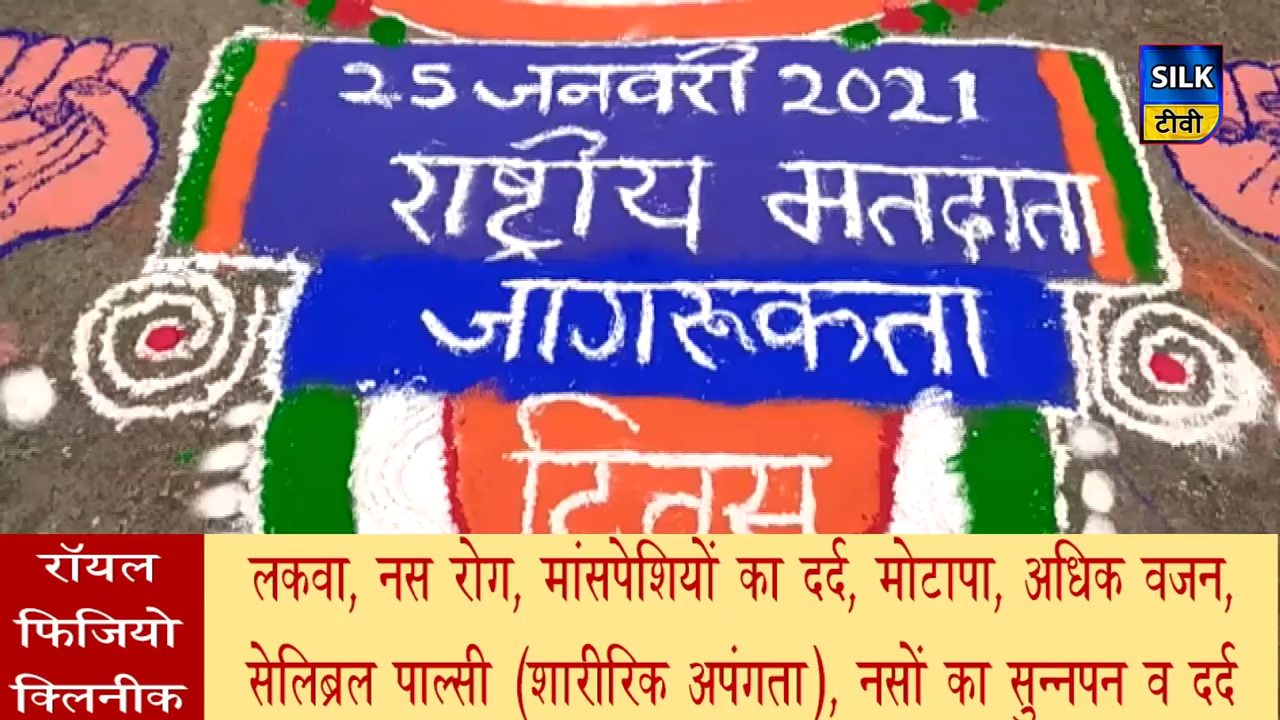 25 जनवरी 2021
SILK
टीवी
राष्ट्रीय मतदाता
जागरूकता
दिवस
रॉयल
फिजियो
क्लिनीक
लकवा, नस रोग, मांसपेशियों का दर्द, मोटापा, अधिक वजन,
सेलिब्रल पाल्सी (शारीरिक अपंगता), नसों का सुन्नपन व दर्द